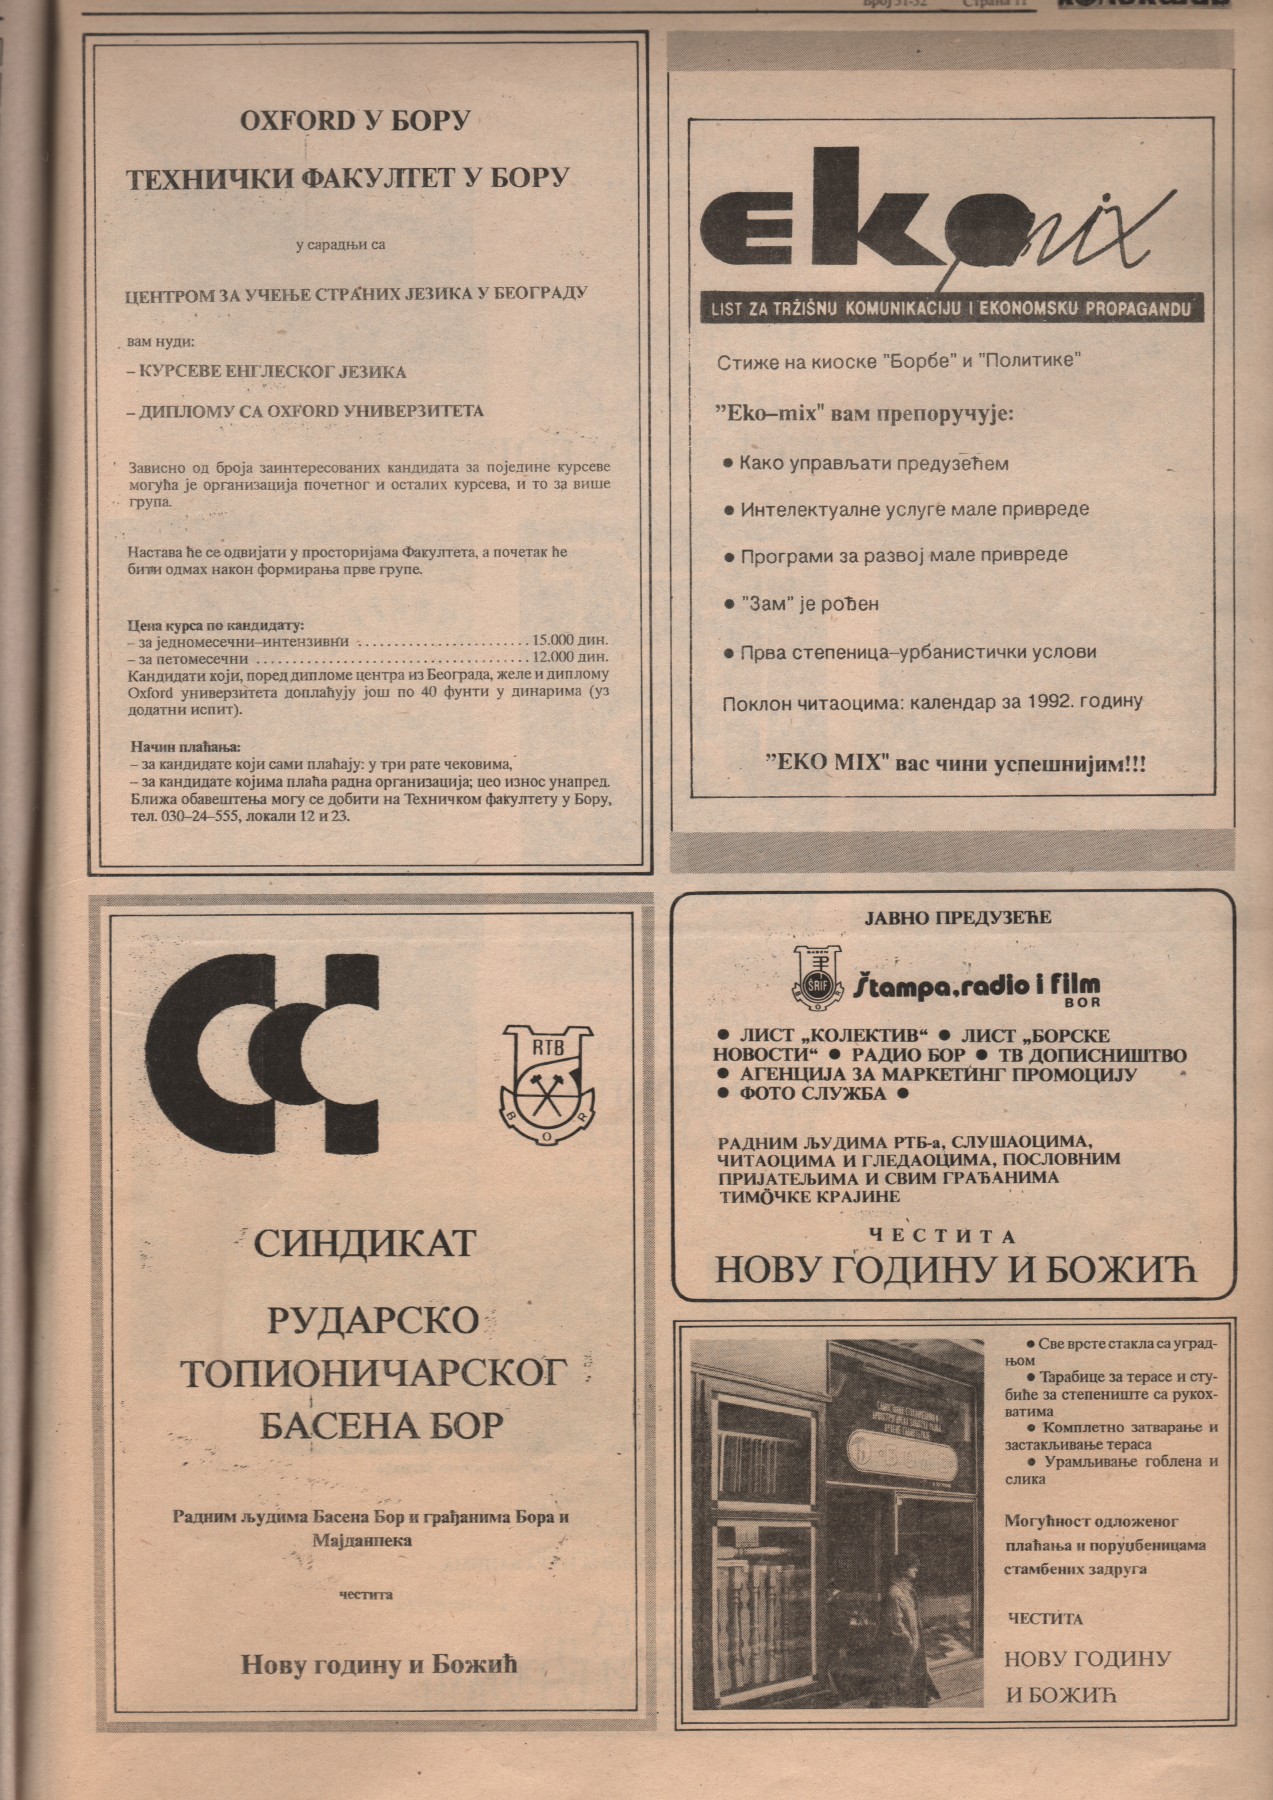 Број 51-52 Страна 11 колектив
OXFORD У БОРУ
ТЕХНИЧКИ ФАКУЛТЕТ У БОРУ
у сарадњи са
ЦЕНТРОМ ЗА УЧЕЊЕ СТРАНИХ ЈЕЗИКА У БЕОГРАДУ
вам нуди:
– КУРСЕВЕ ЕНГЛЕСКОГ ЈЕЗИКА
– ДИПЛОМУ СА OXFORD УНИВЕРЗИТЕТА
Зависно од броја заинтересованих кандидата за поједине курсеве
могућа је организација почетног и осталих курсева, и то за више
група.
Настава ће се одвијати у просторијама Факултета, а почетак ће
бити одмах након формирања прве групе.
Цена курса по кандидату:
– за једномесечни–интензивни ........................ 15.000 дин.
– за петомесечни ..................................... 12.000 дин.
Кандидати који, поред дипломе центра из Београда, желе и диплому
Oxford универзитета доплаћују још по 40 фунти у динарима (уз
додатни испит).
Начин плаћања:
– за кандидате који сами плаћају: у три рате чековима,
– за кандидате којима плаћа радна организација; цео износ унапред.
Ближа обавештења могу се добити на Техничком факултету у Бору,
тел. 030–24–555, локали 12 и 23.
eko mix
LIST ZA TRŽIŠNU KOMUNIKACIJU I EKONOMSKU PROPAGANDU
Стиже на киоске "Борбе" и "Политике"
"Eko–mix" вам препоручује:
● Како управљати предузећем
● Интелектуалне услуге мале привреде
● Програми за развој мале привреде
● "Зам" је рођен
● Прва степеница–урбанистички услови
Поклон читаоцима: календар за 1992. годину
"EKO MIX" вас чини успешнијим!!!
RTB
BOR
СИНДИКАТ
РУДАРСКО
ТОПИОНИЧАРСКОГ
БАСЕНА БОР
Радним људима Басена Бор и грађанима Бора и
Мајданпека
честита
Нову годину и Божић
ЈАВНО ПРЕДУЗЕЋЕ
ŠRIF
BOR
Štampa, radio i film
BOR
● ЛИСТ „КОЛЕКТИВ“ ● ЛИСТ „БОРСКЕ
НОВОСТИ“ ● РАДИО БОР ● ТВ ДОПИСНИШТВО
● АГЕНЦИЈА ЗА МАРКЕТИНГ ПРОМОЦИЈУ
● ФОТО СЛУЖБА ●
РАДНИМ ЉУДИМА РТБ-а, СЛУШАОЦИМА,
ЧИТАОЦИМА И ГЛЕДАОЦИМА, ПОСЛОВНИМ
ПРИЈАТЕЉИМА И СВИМ ГРАЂАНИМА
ТИМОЧКЕ КРАЈИНЕ
ЧЕСТИТА
НОВУ ГОДИНУ И БОЖИЋ
● Све врсте стакла са уград-
њом
● Тарабице за терасе и сту-
биће за степениште са рукох-
ватима
● Комплетно затварање и
застакљивање тераса
● Урамљивање гоблена и
слика
Могућност одложеног
плаћања и поруџбеницама
стамбених задруга
ЧЕСТИТА
НОВУ ГОДИНУ
И БОЖИЋ